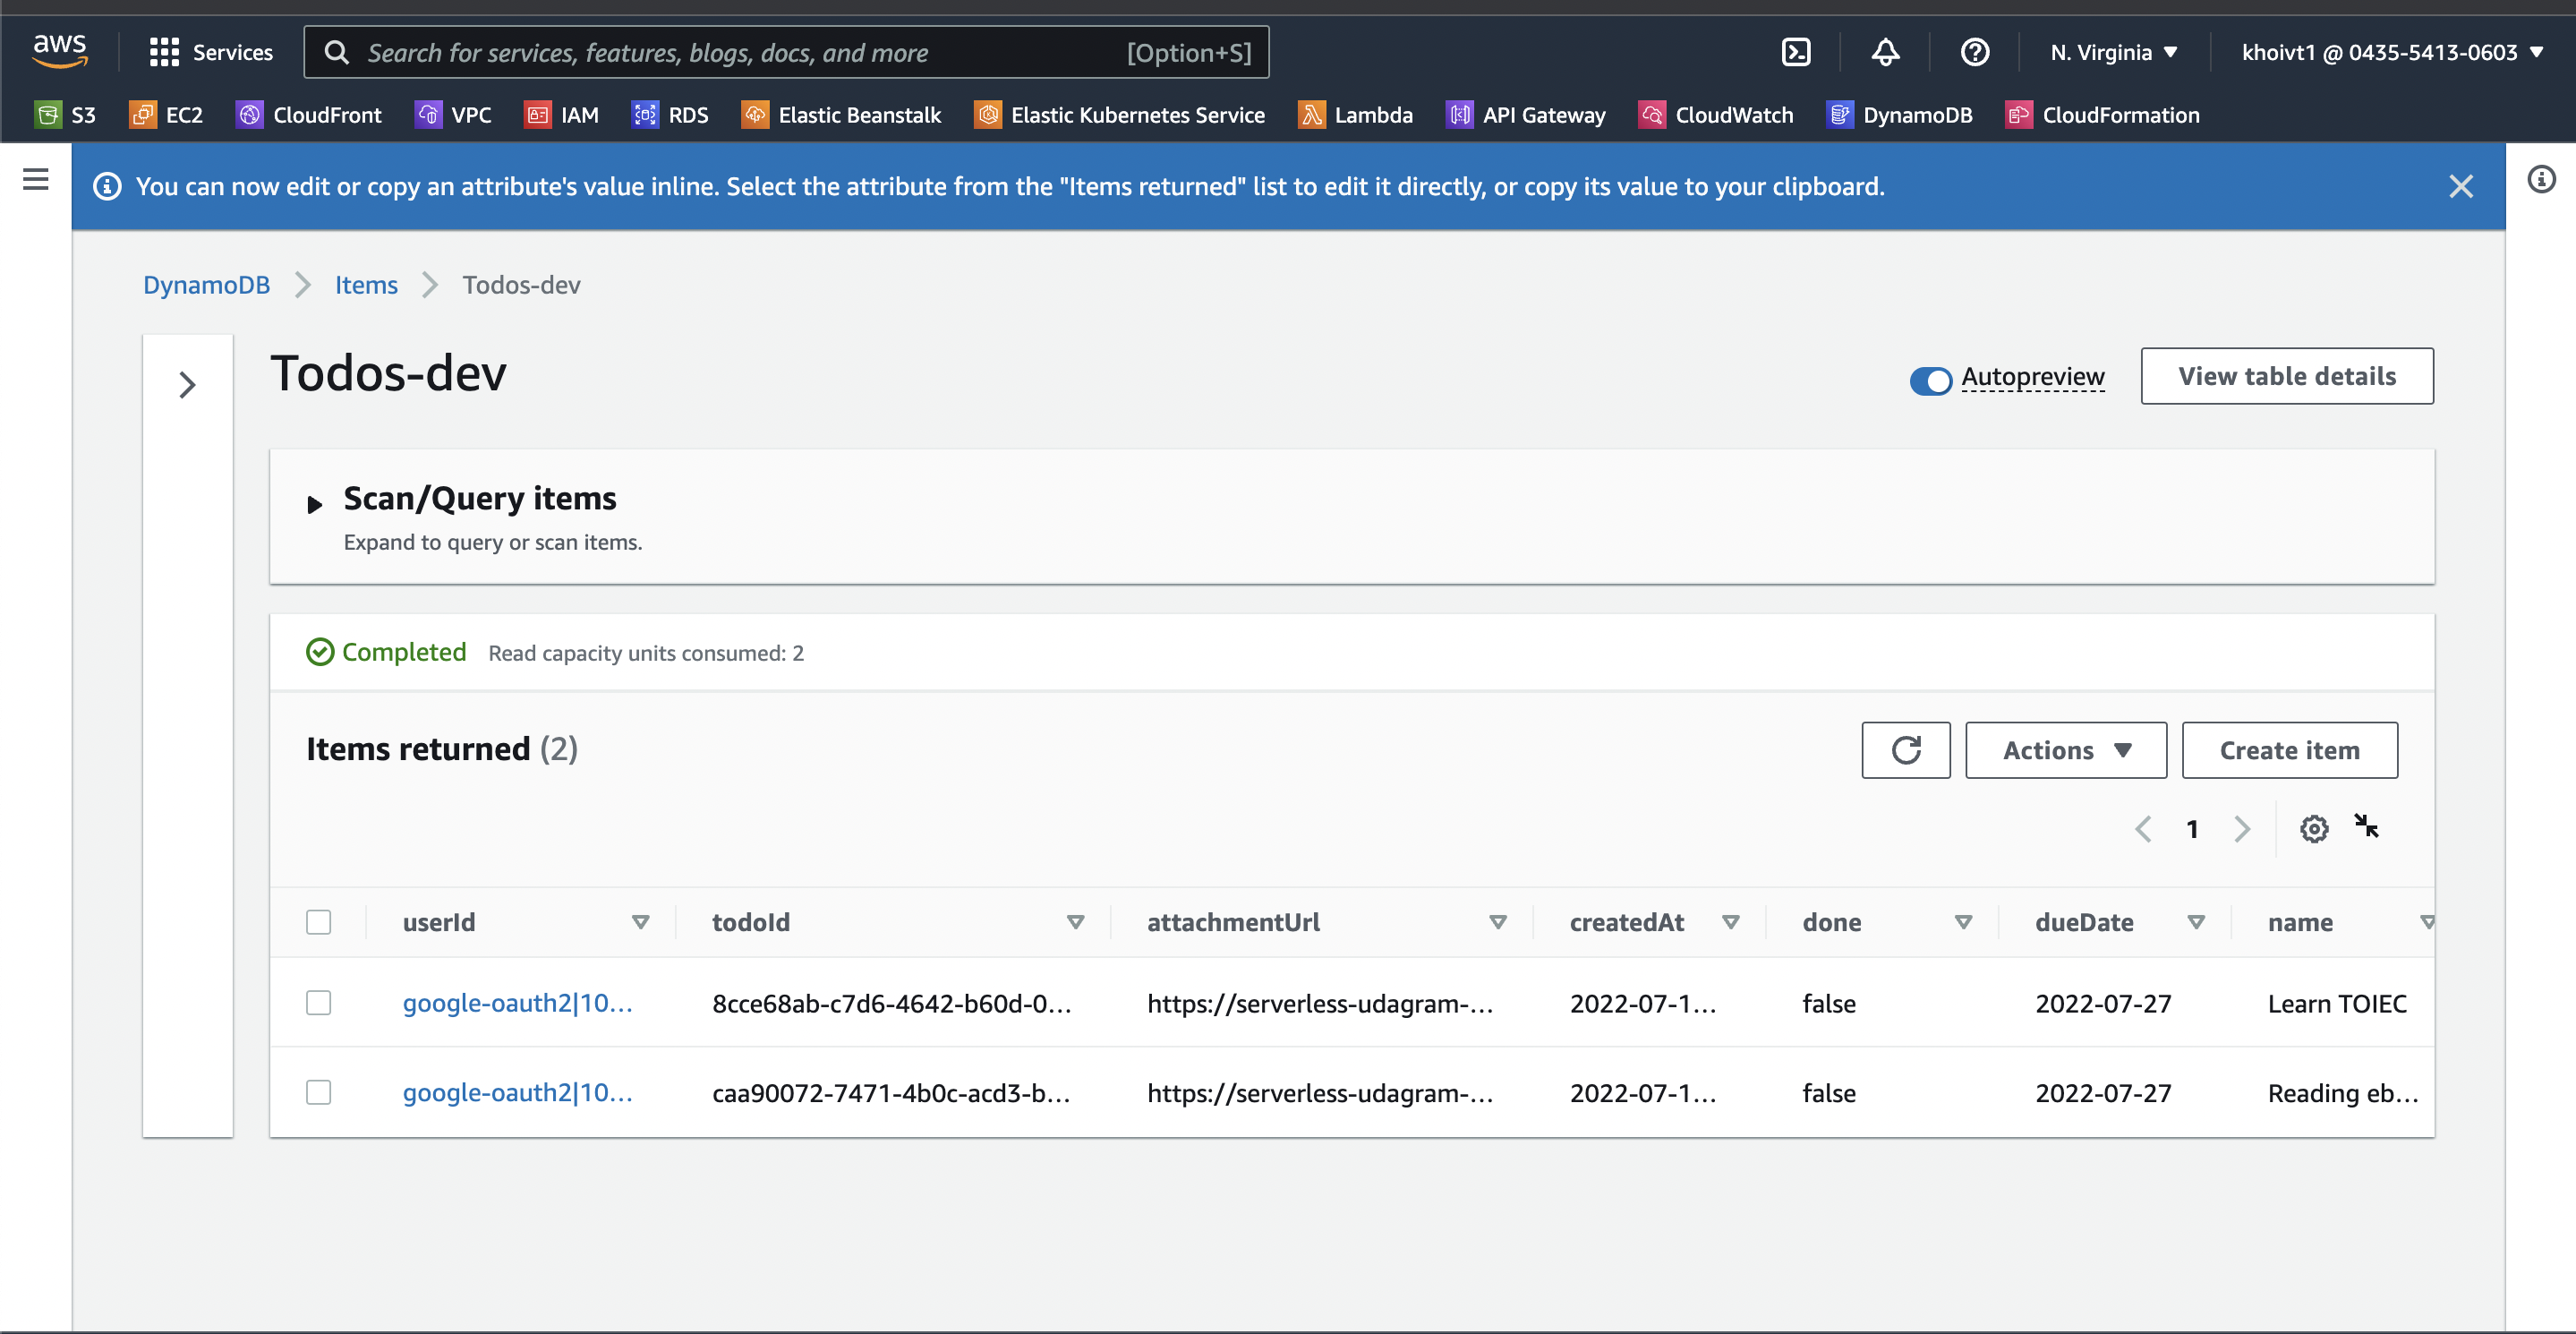 aws Services Search for services, features, blogs, docs, and more [Option+S] N. Virginia khoivt1 @ 0435-5413-0603
S3 EC2 CloudFront VPC IAM RDS Elastic Beanstalk Elastic Kubernetes Service Lambda API Gateway CloudWatch DynamoDB CloudFormation
You can now edit or copy an attribute's value inline. Select the attribute from the "Items returned" list to edit it directly, or copy its value to your clipboard.
DynamoDB Items Todos-dev
Todos-dev Autopreview View table details
Scan/Query items
Expand to query or scan items.
Completed Read capacity units consumed: 2
Items returned (2) Actions Create item
1
userId todoId attachmentUrl createdAt done dueDate name
google-oauth2|10... 8cce68ab-c7d6-4642-b60d-0... https://serverless-udagram-... 2022-07-1... false 2022-07-27 Learn TOIEC
google-oauth2|10... caa90072-7471-4b0c-acd3-b... https://serverless-udagram-... 2022-07-1... false 2022-07-27 Reading eb...